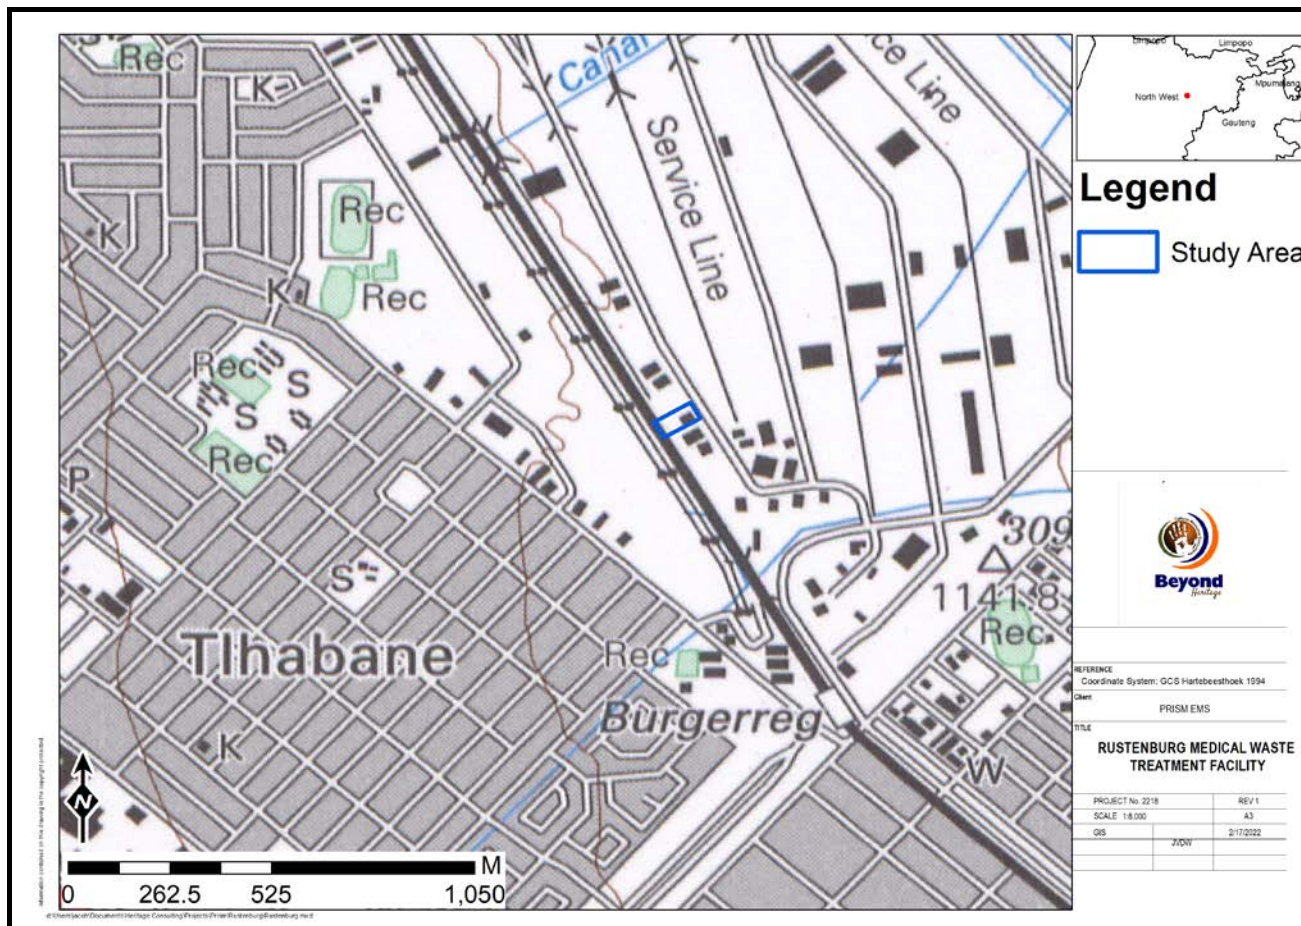 Rec
K
Canal
Service Line
ce Line
Rec
K
K
Rec
Rec
S
S
Rec
P
S
Tlhabane
Rec
Burgerreg
K
W
309
1141.8
Rec
N
M
0 262.5 525 1,050
Limpopo
Limpopo
North West
Gauteng
Legend
Study Area
Beyond
Heritage
REFERENCE
Coordinate System: GCS Hartebeesthoek 1994
Client
PRISM EMS
TITLE
RUSTENBURG MEDICAL WASTE
TREATMENT FACILITY
PROJECT No. 2218 REV 1
SCALE 1:8,000 A3
GIS 2/17/2022
JVDW